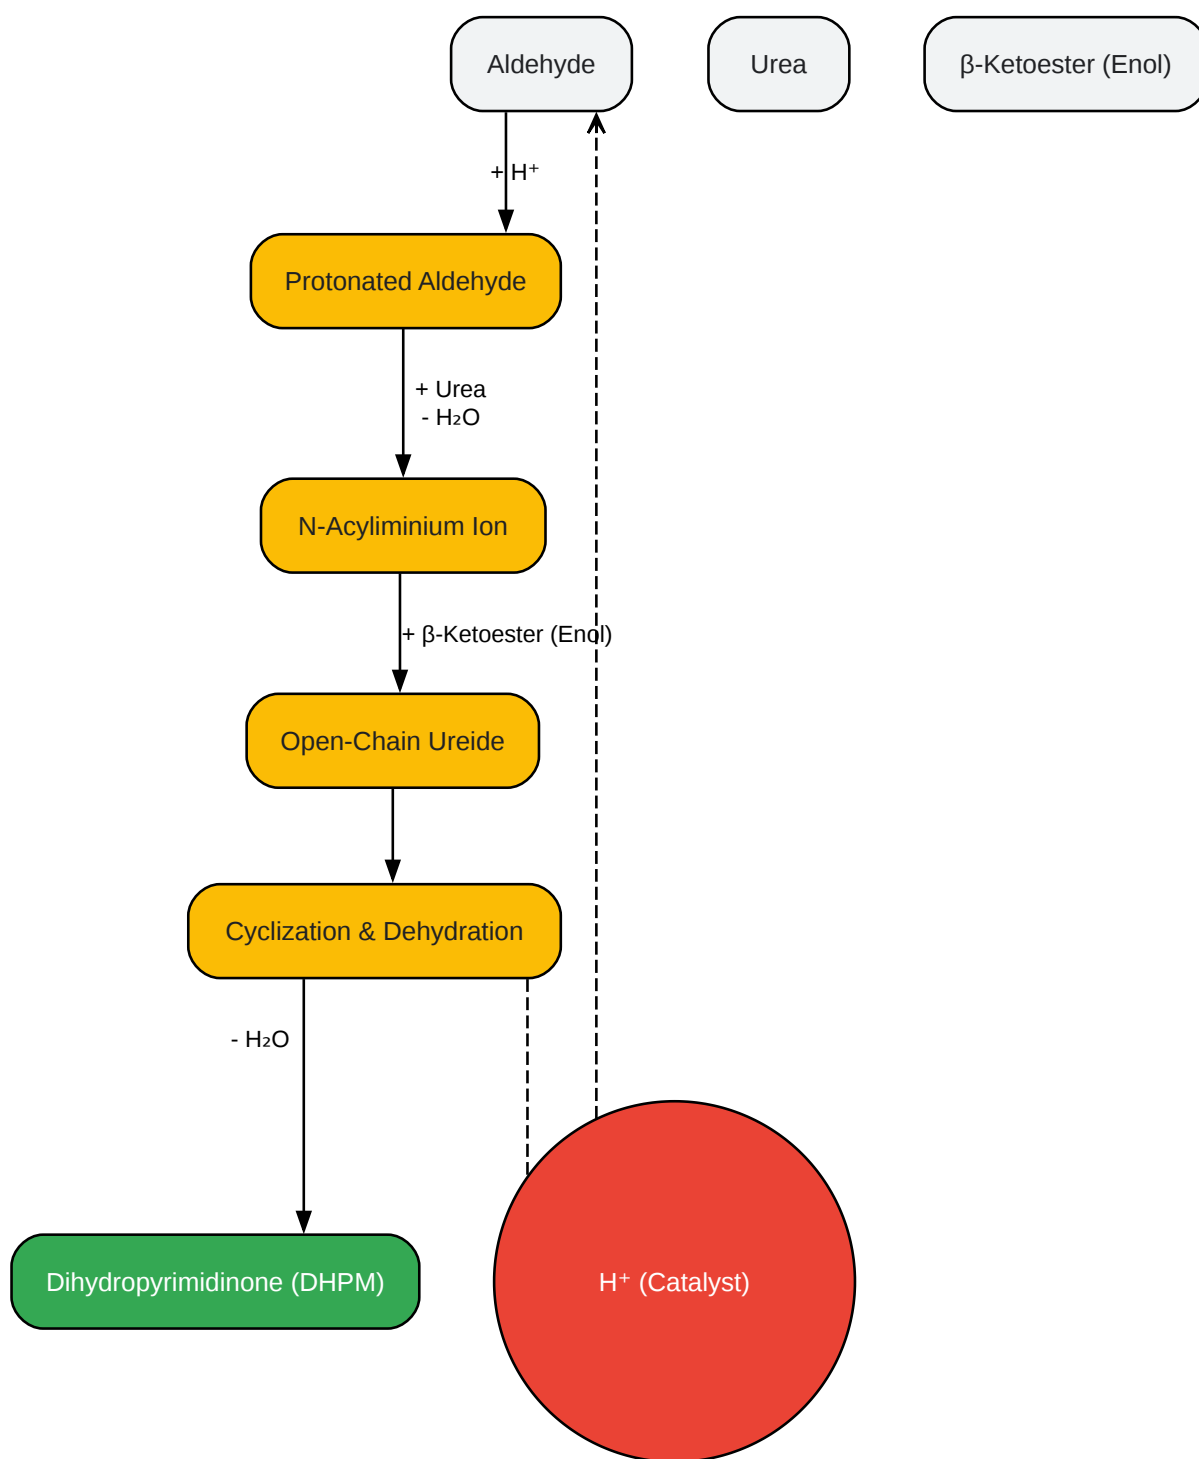 Aldehyde
Urea
β-Ketoester (Enol)
+ H⁺
Protonated Aldehyde
+ Urea
- H₂O
N-Acyliminium Ion
+ β-Ketoester (Enol)
Open-Chain Ureide
Cyclization & Dehydration
- H₂O
Dihydropyrimidinone (DHPM)
H⁺ (Catalyst)